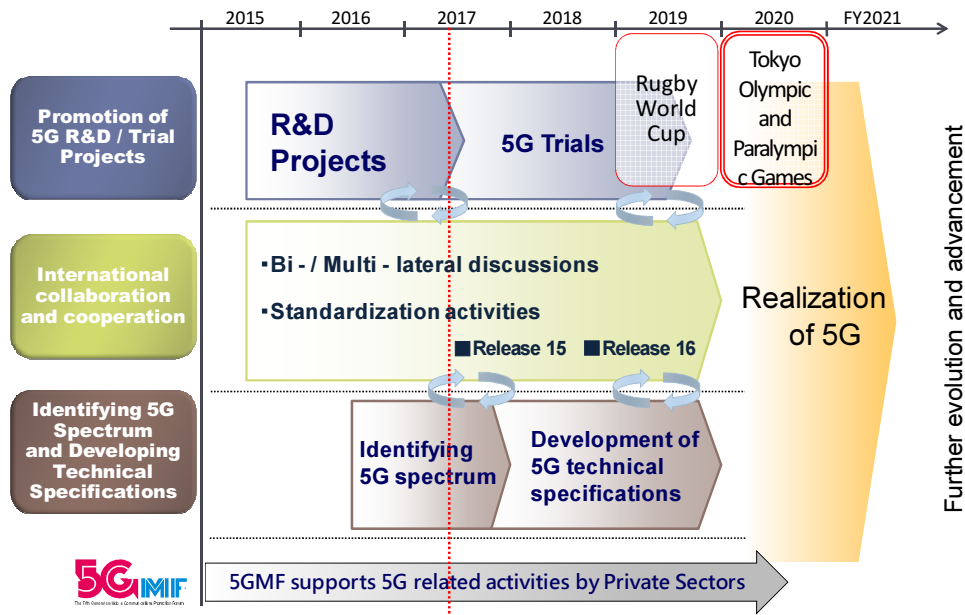 2015 2016 2017 2018 2019 2020 FY2021
Promotion of
5G R&D / Trial
Projects
R&D
Projects
5G Trials
Rugby
World
Cup
Tokyo
Olympic
and
Paralympi
c Games
International
collaboration
and cooperation
▪Bi - / Multi - lateral discussions
▪Standardization activities
■Release 15 ■Release 16
Realization
of 5G
Identifying 5G
Spectrum
and Developing
Technical
Specifications
Identifying
5G spectrum
Development of
5G technical
specifications
Further evolution and advancement
5GMF
5GMF supports 5G related activities by Private Sectors